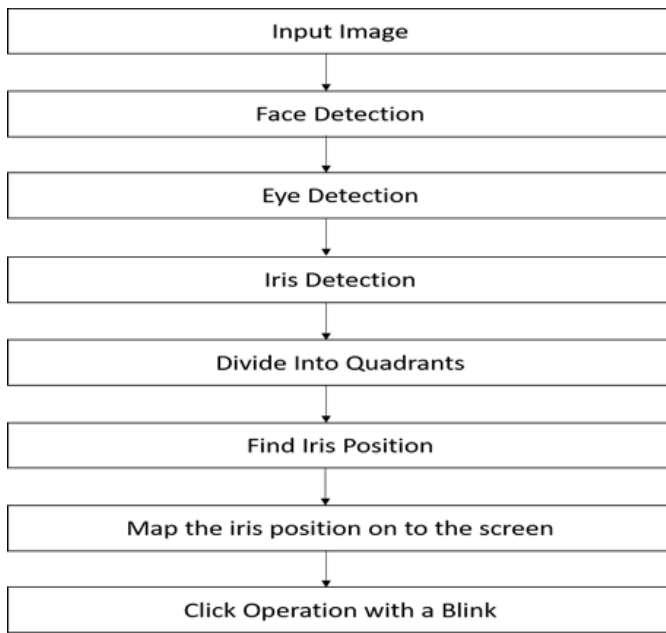 Input Image
Face Detection
Eye Detection
Iris Detection
Divide Into Quadrants
Find Iris Position
Map the iris position on to the screen
Click Operation with a Blink